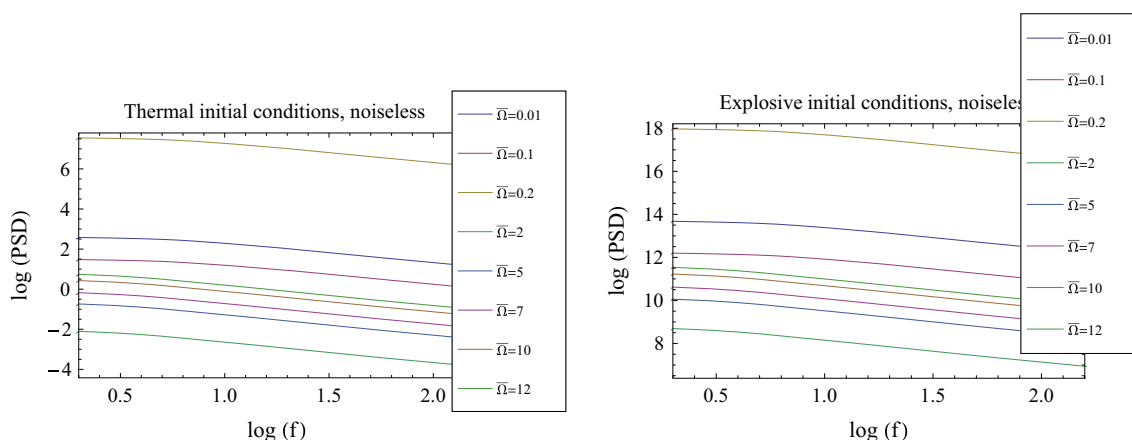 Thermal initial conditions, noiseless
log (PSD)
6
4
2
0
−2
−4
0.5
1.0
1.5
2.0
log (f)
Ω̅=0.01
Ω̅=0.1
Ω̅=0.2
Ω̅=2
Ω̅=5
Ω̅=7
Ω̅=10
Ω̅=12
Explosive initial conditions, noisele
log (PSD)
18
16
14
12
10
8
0.5
1.0
1.5
2.0
log (f)
Ω̅=0.01
Ω̅=0.1
Ω̅=0.2
Ω̅=2
Ω̅=5
Ω̅=7
Ω̅=10
Ω̅=12